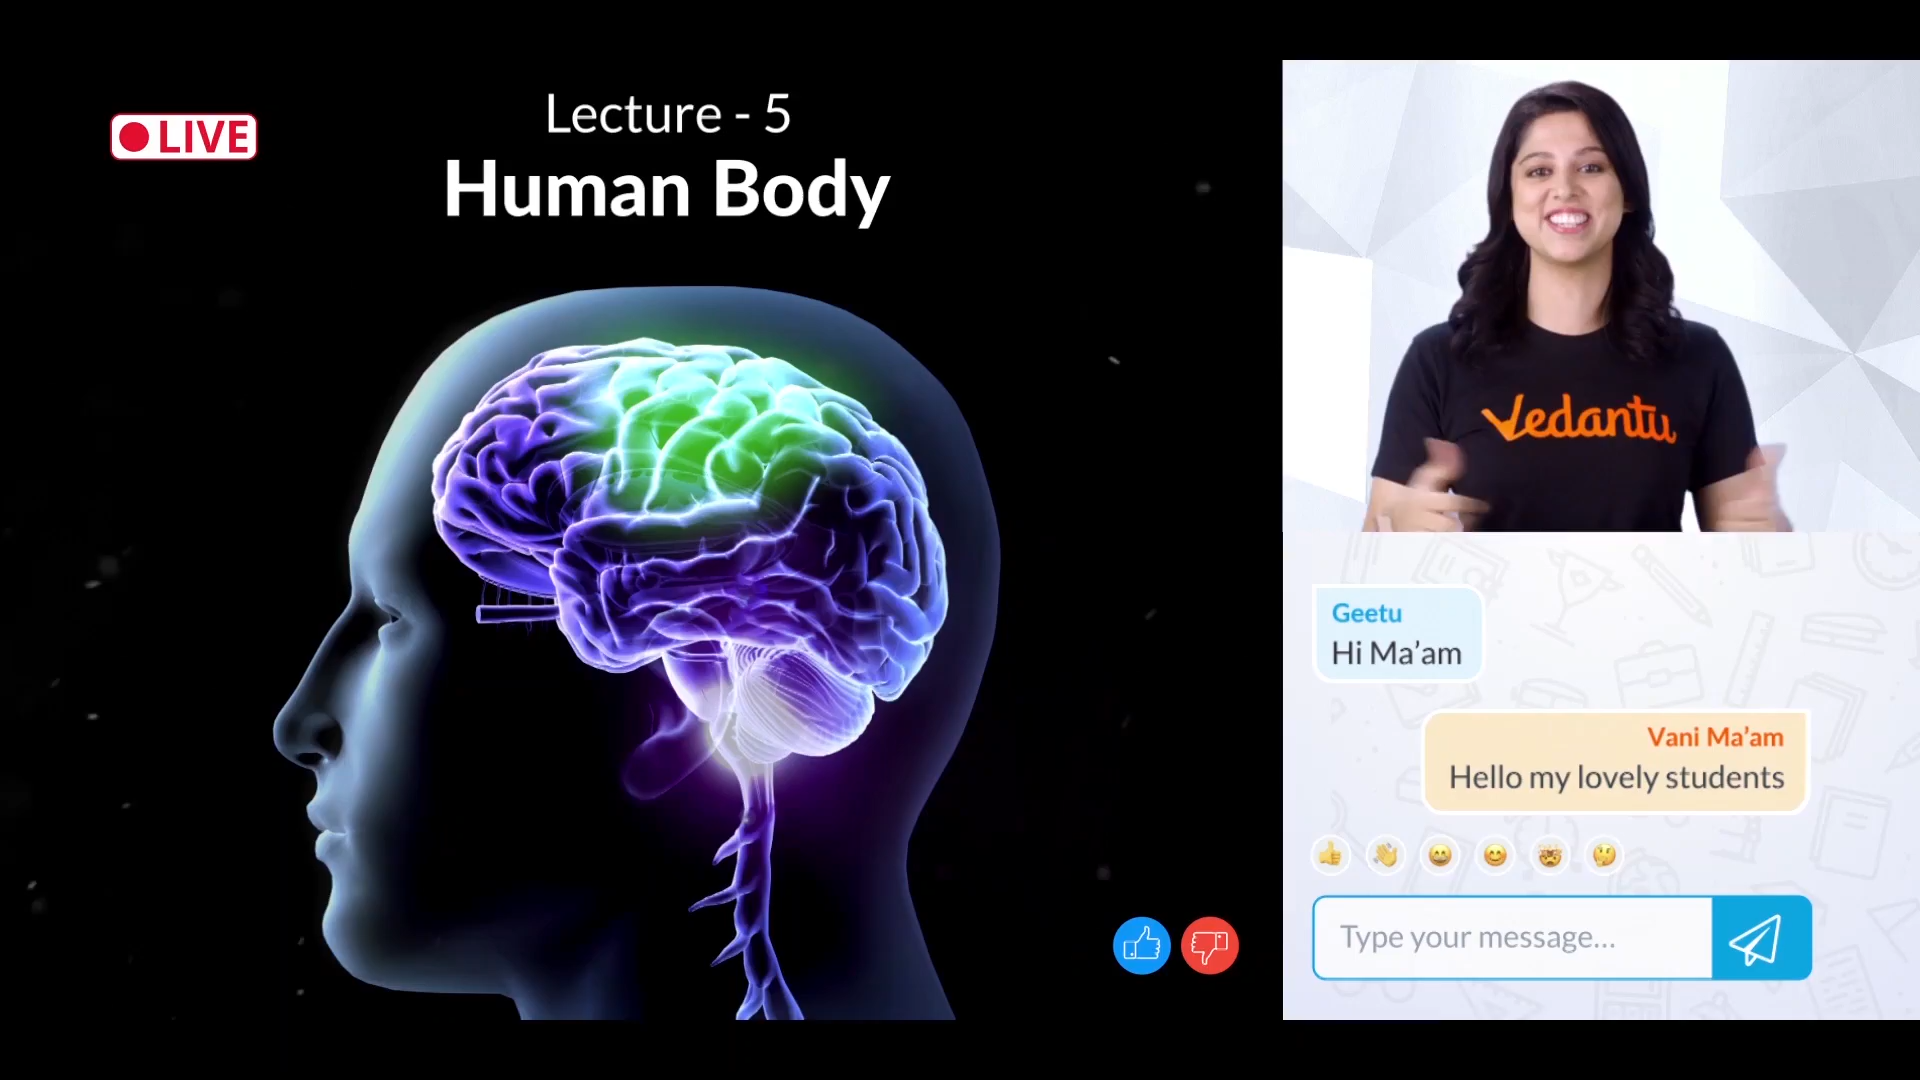 LIVE
Lecture - 5
Human Body
Vedantu
Geetu
Hi Ma’am
Vani Ma’am
Hello my lovely students
Type your message...